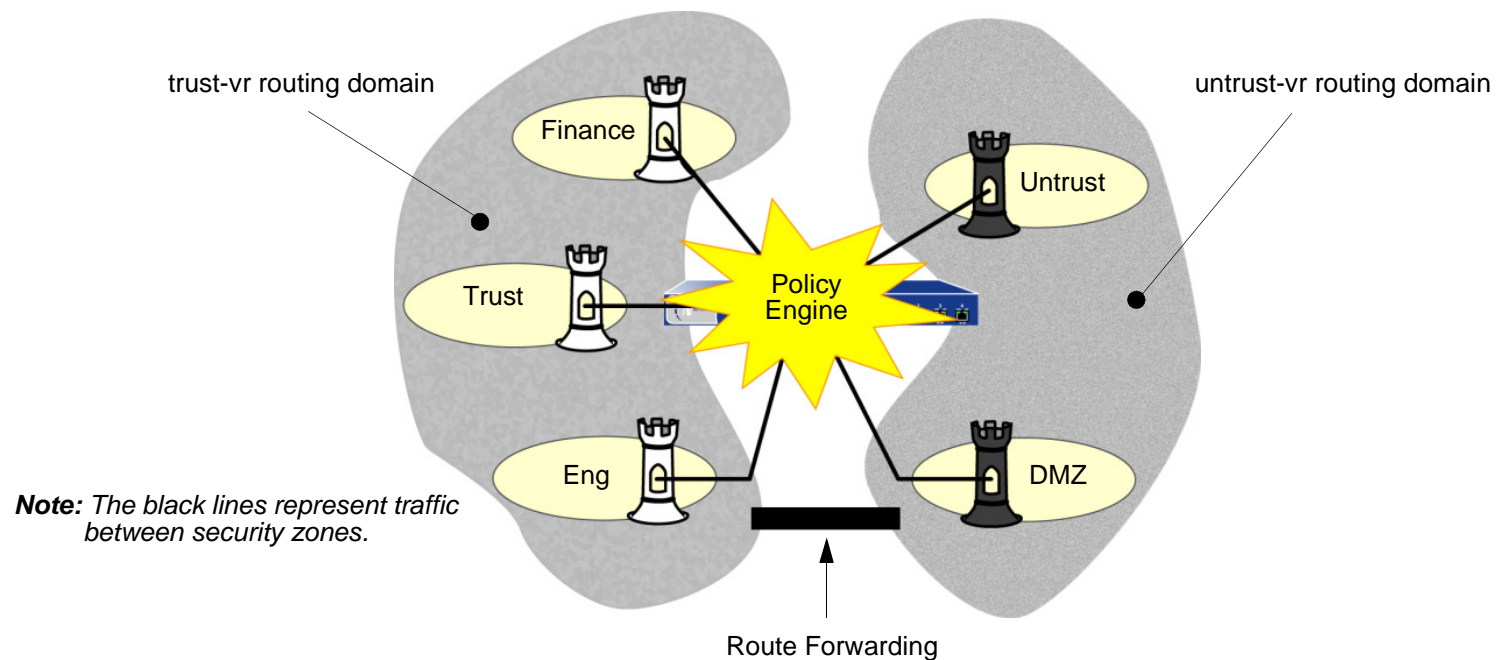 trust-vr routing domain
untrust-vr routing domain
Finance
Untrust
Trust
Policy
Engine
Eng
DMZ
Note: The black lines represent traffic
between security zones.
Route Forwarding